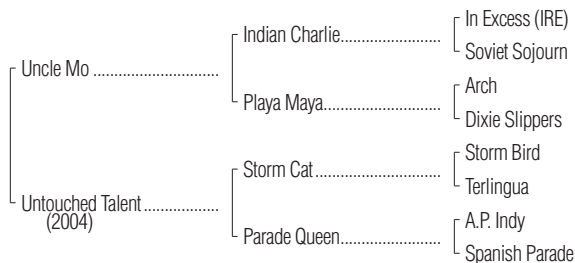 In Excess (IRE)
Indian Charlie
Soviet Sojourn
Uncle Mo
Arch
Playa Maya
Dixie Slippers
Storm Bird
Storm Cat
Terlingua
Untouched Talent
(2004)
A.P. Indy
Parade Queen
Spanish Parade